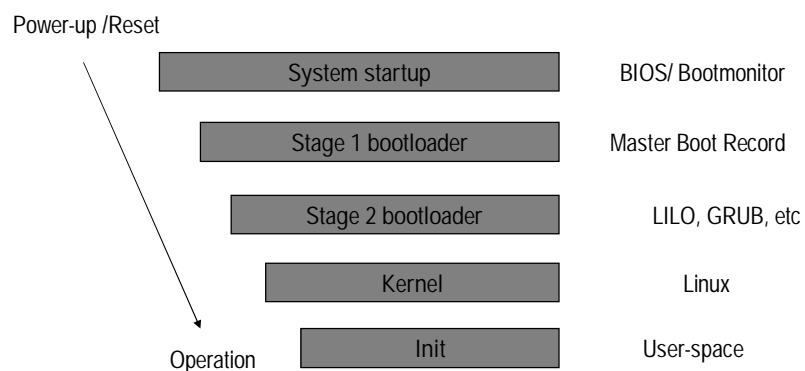 Power-up /Reset
System startup
BIOS/ Bootmonitor
Stage 1 bootloader
Master Boot Record
Stage 2 bootloader
LILO, GRUB, etc
Kernel
Linux
Init
User-space
Operation